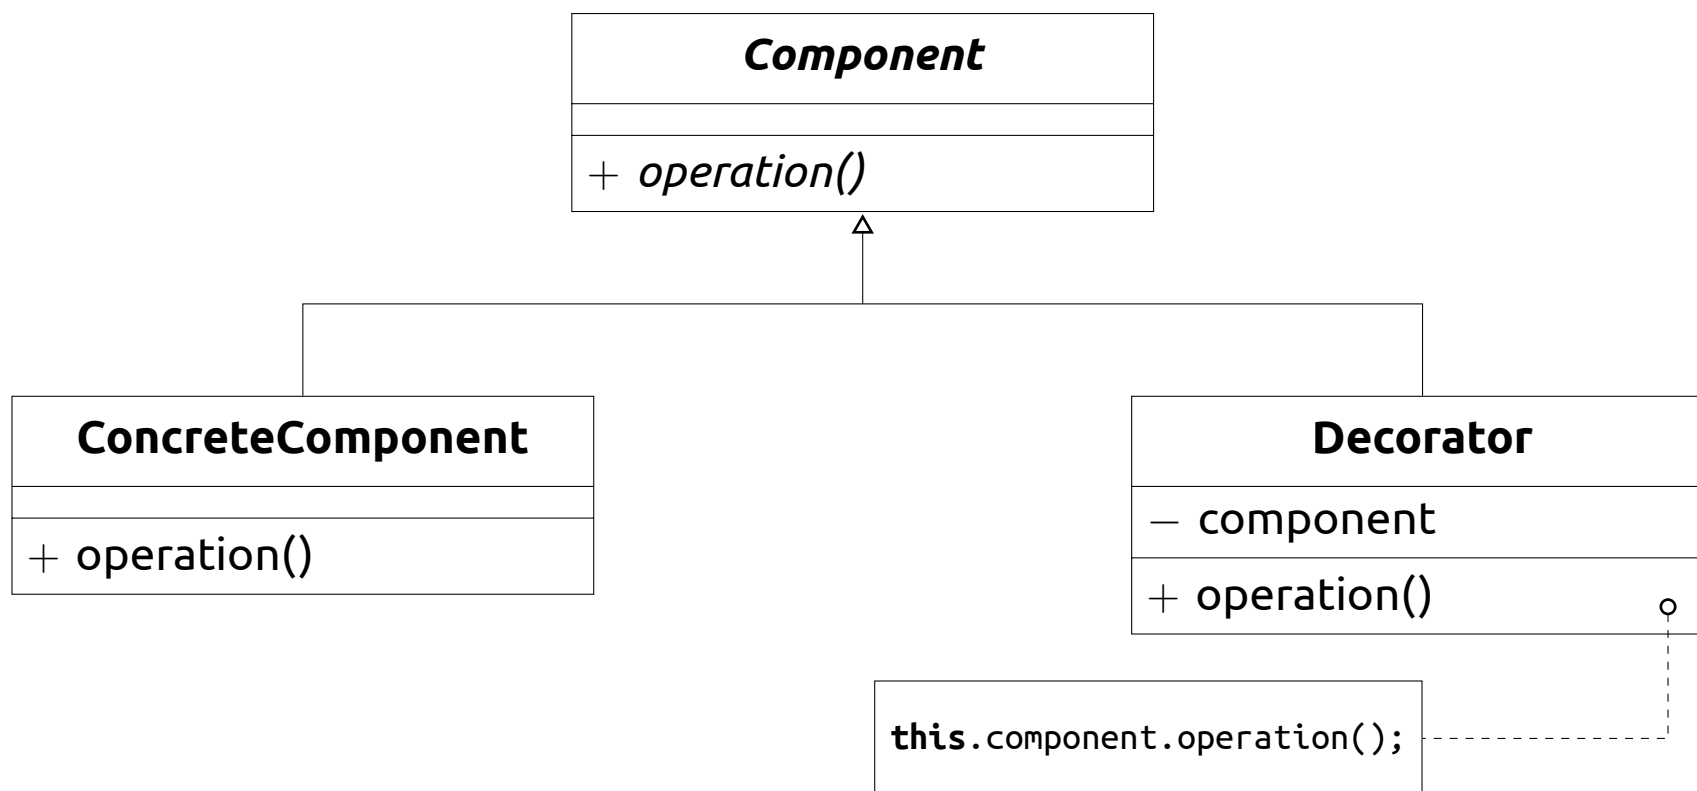 Component
+ operation()
ConcreteComponent
+ operation()
Decorator
− component
+ operation()
this.component.operation();